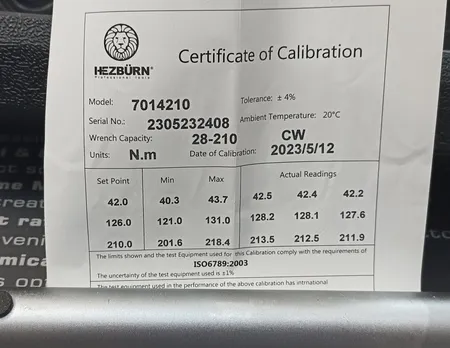 HEZBÜRN®
Professional Tools
Certificate of Calibration
Model: 7014210 Tolerance: ± 4%
Serial No.: 2305232408 Ambient Temperature: 20°C
Wrench Capacity: 28-210 CW
Units: N.m Date of Calibration: 2023/5/12
Set Point Min Max Actual Readings
42.0 40.3 43.7 42.5 42.4 42.2
126.0 121.0 131.0 128.2 128.1 127.6
210.0 201.6 218.4 213.5 212.5 211.9
The limits shown and the test Equipment used for this Calibration comply with the requirements of
ISO6789:2003
The uncertainty of the test equipment used is ±1%
The test equipment used in the performance of the above calibration has intrnational